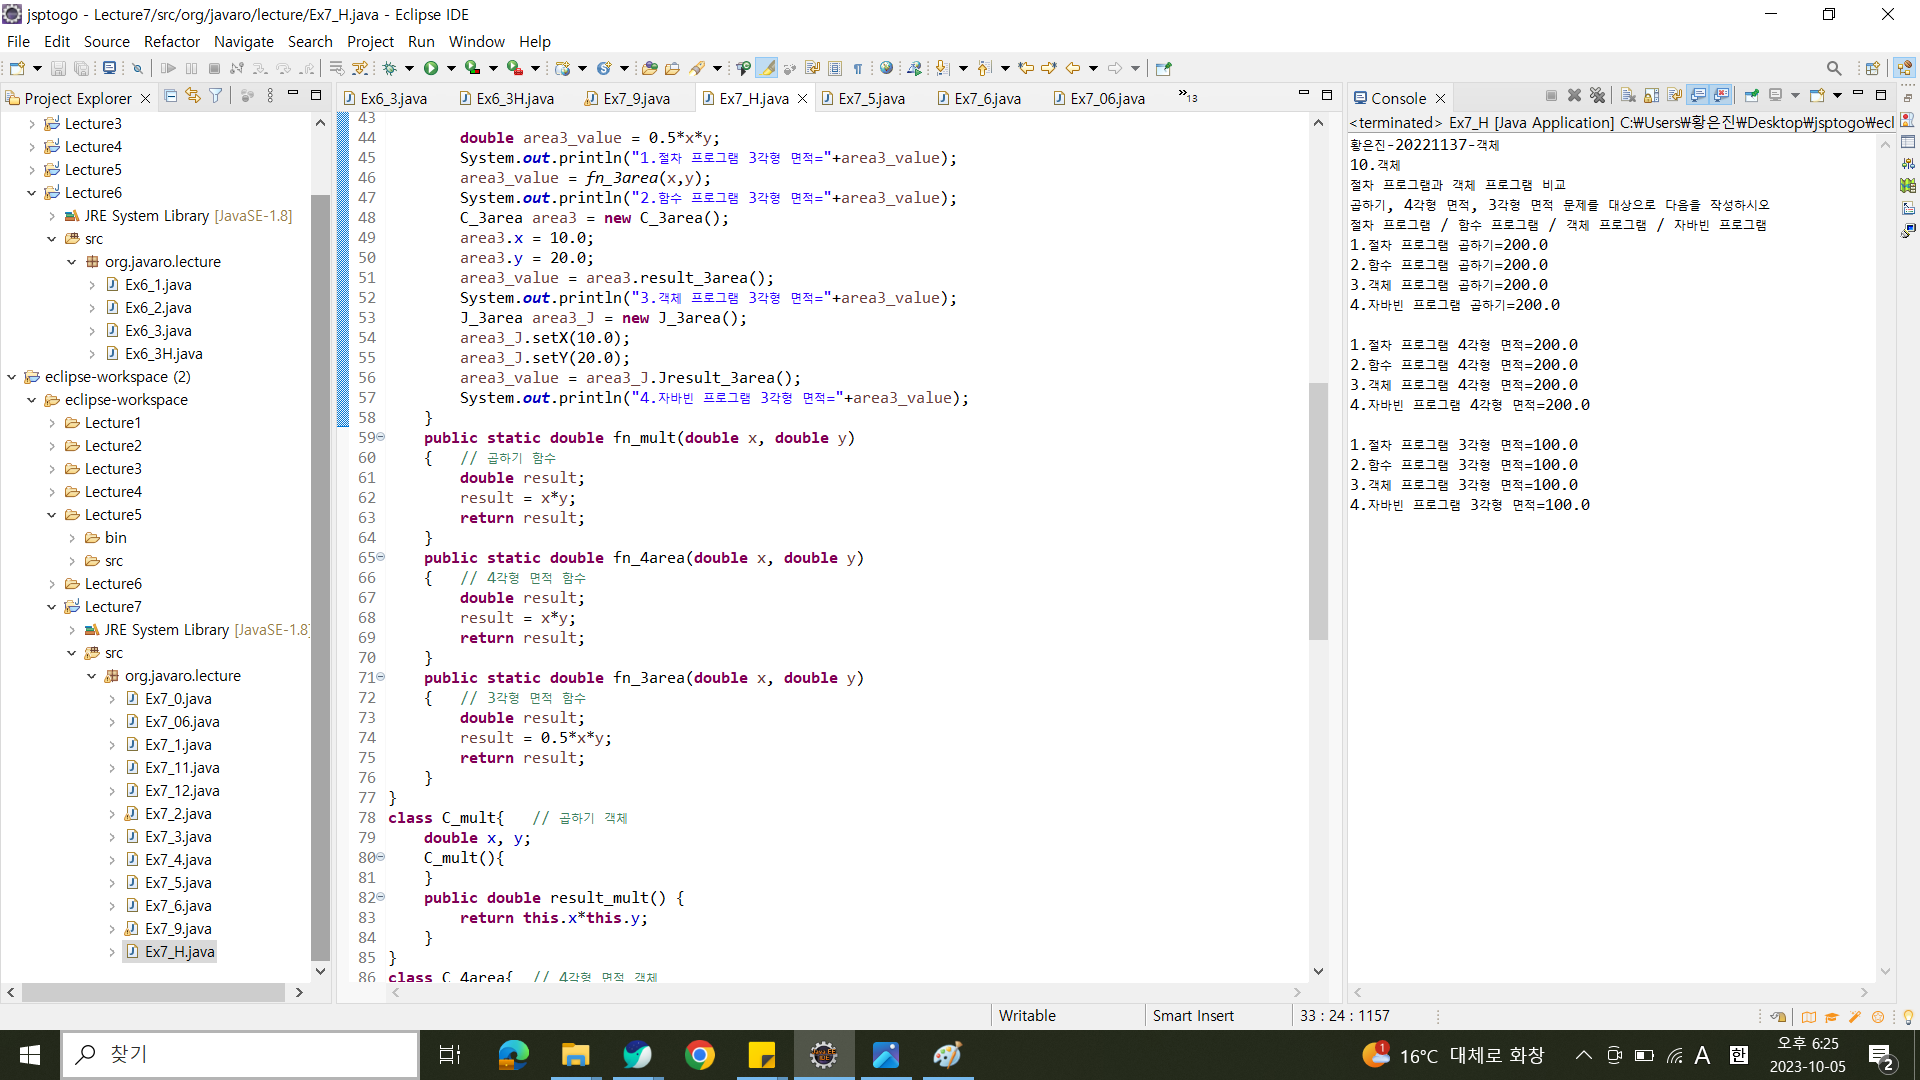 jsptogo - Lecture7/src/org/javaro/lecture/Ex7_H.java - Eclipse IDE
File Edit Source Refactor Navigate Search Project Run Window Help
Project Explorer
Lecture3
Lecture4
Lecture5
Lecture6
JRE System Library [JavaSE-1.8]
src
org.javaro.lecture
Ex6_1.java
Ex6_2.java
Ex6_3.java
Ex6_3H.java
eclipse-workspace (2)
eclipse-workspace
Lecture1
Lecture2
Lecture3
Lecture4
Lecture5
bin
src
Lecture6
Lecture7
JRE System Library [JavaSE-1.8]
src
org.javaro.lecture
Ex7_0.java
Ex7_06.java
Ex7_1.java
Ex7_11.java
Ex7_12.java
Ex7_2.java
Ex7_3.java
Ex7_4.java
Ex7_5.java
Ex7_6.java
Ex7_9.java
Ex7_H.java
Ex6_3.java Ex6_3H.java Ex7_9.java Ex7_H.java Ex7_5.java Ex7_6.java Ex7_06.java »13
43
44 double area3_value = 0.5*x*y;
45 System.out.println("1.절차 프로그램 3각형 면적="+area3_value);
46 area3_value = fn_3area(x,y);
47 System.out.println("2.함수 프로그램 3각형 면적="+area3_value);
48 C_3area area3 = new C_3area();
49 area3.x = 10.0;
50 area3.y = 20.0;
51 area3_value = area3.result_3area();
52 System.out.println("3.객체 프로그램 3각형 면적="+area3_value);
53 J_3area area3_J = new J_3area();
54 area3_J.setX(10.0);
55 area3_J.setY(20.0);
56 area3_value = area3_J.Jresult_3area();
57 System.out.println("4.자바빈 프로그램 3각형 면적="+area3_value);
58 }
59 public static double fn_mult(double x, double y)
60 { // 곱하기 함수
61 double result;
62 result = x*y;
63 return result;
64 }
65 public static double fn_4area(double x, double y)
66 { // 4각형 면적 함수
67 double result;
68 result = x*y;
69 return result;
70 }
71 public static double fn_3area(double x, double y)
72 { // 3각형 면적 함수
73 double result;
74 result = 0.5*x*y;
75 return result;
76 }
77 }
78 class C_mult{ // 곱하기 객체
79 double x, y;
80 C_mult(){
81 }
82 public double result_mult() {
83 return this.x*this.y;
84 }
85 }
86 class C_4area{ // 4각형 면적 객체
Console
<terminated> Ex7_H [Java Application] C:₩Users₩황은진₩Desktop₩jsptogo₩ecl
황은진-20221137-객체
10.객체
절차 프로그램과 객체 프로그램 비교
곱하기, 4각형 면적, 3각형 면적 문제를 대상으로 다음을 작성하시오
절차 프로그램 / 함수 프로그램 / 객체 프로그램 / 자바빈 프로그램
1.절차 프로그램 곱하기=200.0
2.함수 프로그램 곱하기=200.0
3.객체 프로그램 곱하기=200.0
4.자바빈 프로그램 곱하기=200.0
1.절차 프로그램 4각형 면적=200.0
2.함수 프로그램 4각형 면적=200.0
3.객체 프로그램 4각형 면적=200.0
4.자바빈 프로그램 4각형 면적=200.0
1.절차 프로그램 3각형 면적=100.0
2.함수 프로그램 3각형 면적=100.0
3.객체 프로그램 3각형 면적=100.0
4.자바빈 프로그램 3각형 면적=100.0
Writable Smart Insert 33 : 24 : 1157
찾기
1 16°C 대체로 화창 A 한 오후 6:25
2023-10-05
2